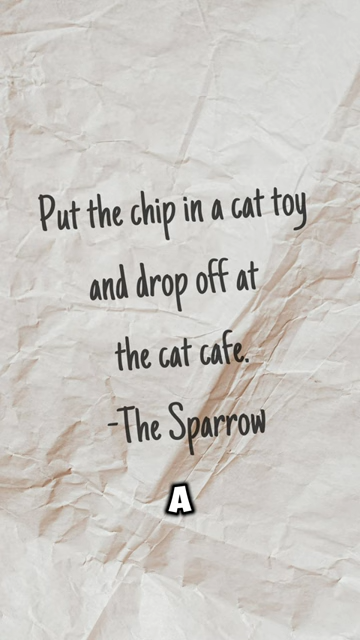 Put the chip in a cat toy
and drop off at
the cat cafe.
-The Sparrow
A